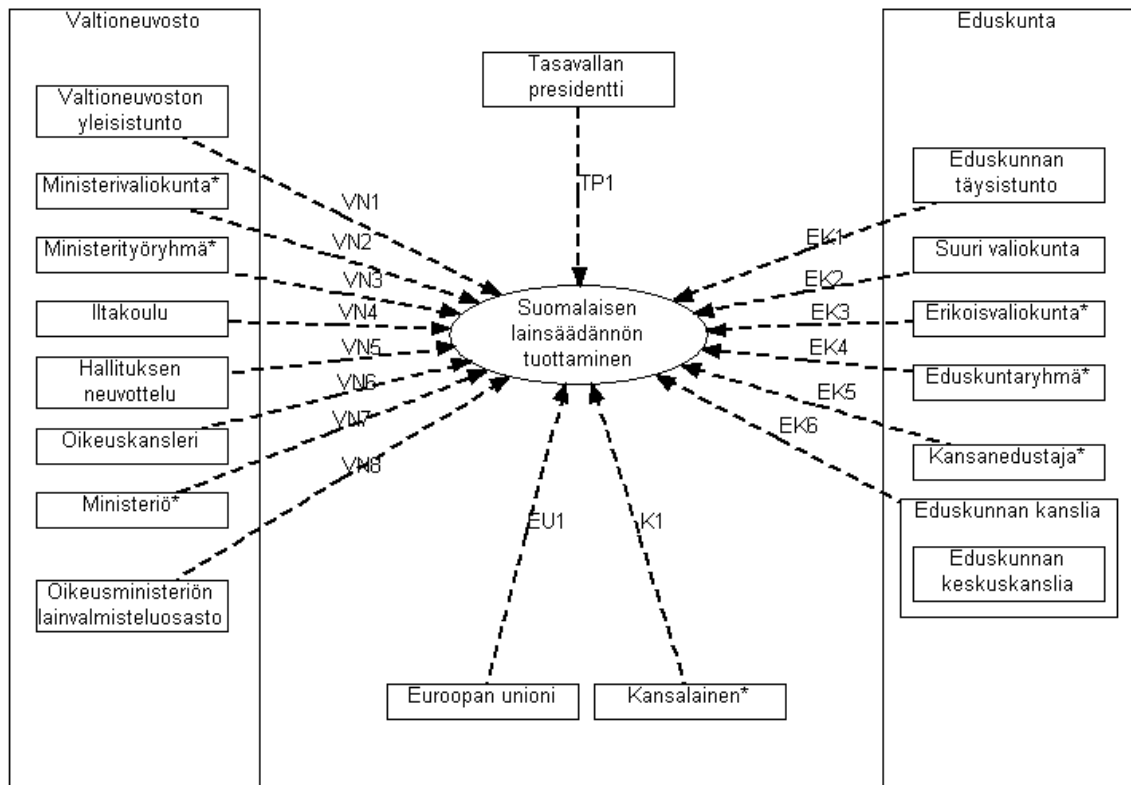 Valtioneuvosto
Valtioneuvoston
yleisistunto
Ministerivaliokunta*
Ministerityöryhmä*
Iltakoulu
Hallituksen
neuvottelu
Oikeuskansleri
Ministeriö*
Oikeusministeriön
lainvalmisteluosasto
VN1
VN2
VN3
VN4
VN5
VN6
VN7
VN8
Tasavallan
presidentti
TP1
Suomalaisen
lainsäädännön
tuottaminen
EU1
K1
Euroopan unioni
Kansalainen*
EK1
EK2
EK3
EK4
EK5
EK6
Eduskunta
Eduskunnan
täysistunto
Suuri valiokunta
Erikoisvaliokunta*
Eduskuntaryhmä*
Kansanedustaja*
Eduskunnan kanslia
Eduskunnan
keskuskanslia